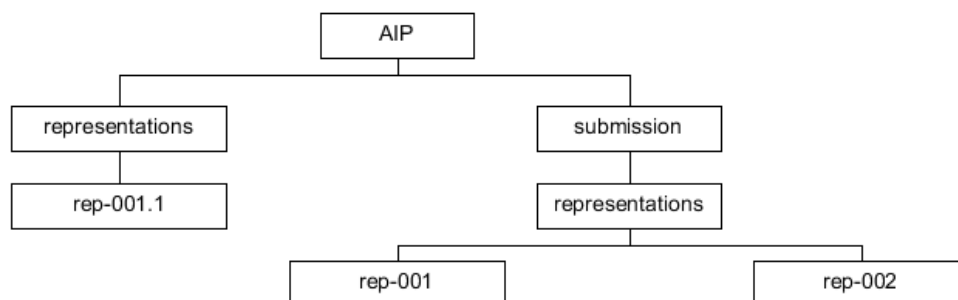 AIP
representations
submission
rep-001.1
representations
rep-001
rep-002